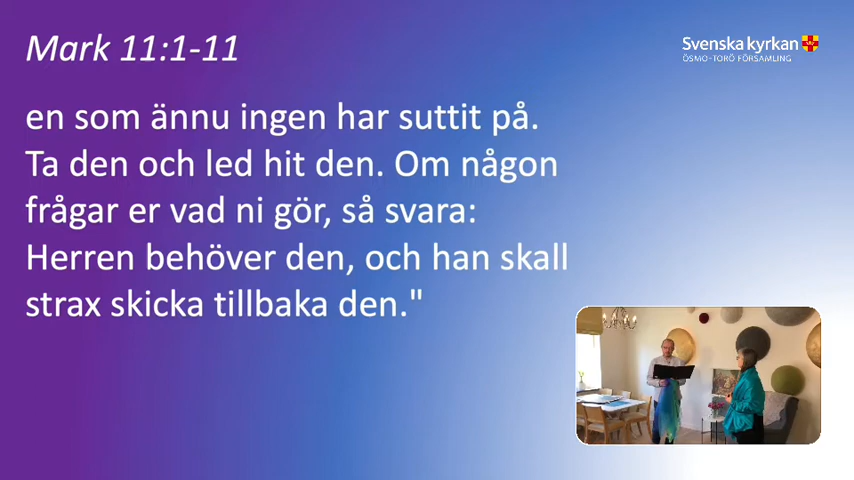 Mark 11:1-11
Svenska kyrkan
ÖSMO-TORÖ FÖRSAMLING
en som ännu ingen har suttit på.
Ta den och led hit den. Om någon
frågar er vad ni gör, så svara:
Herren behöver den, och han skall
strax skicka tillbaka den."